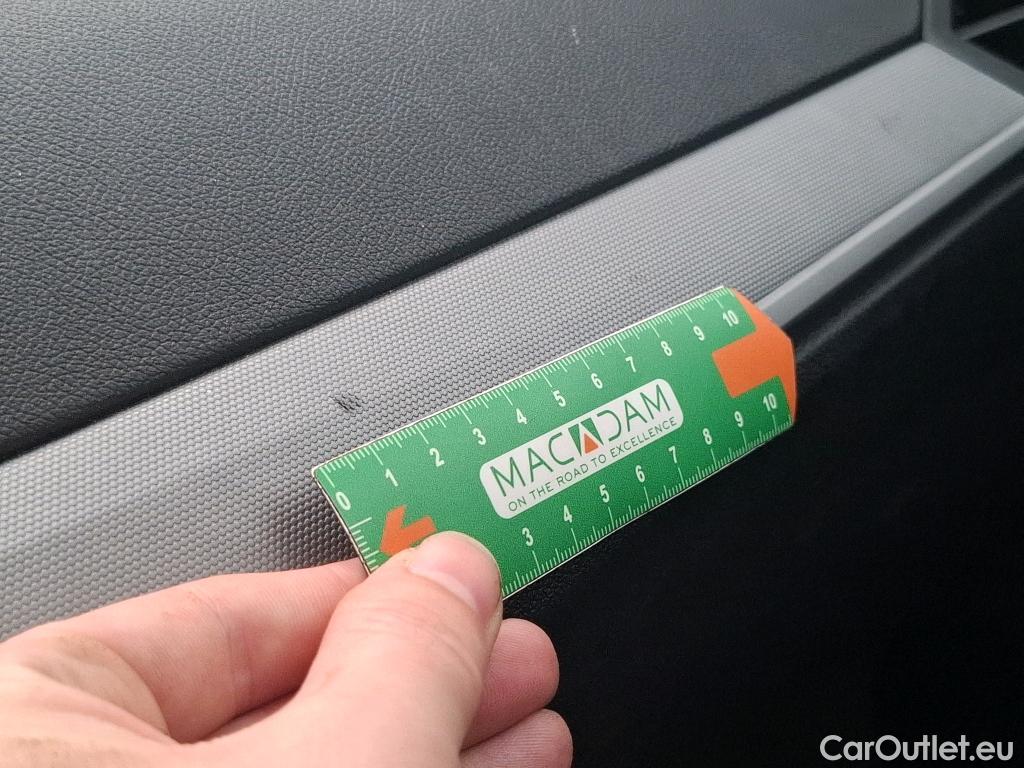 0 1 2 3 4 5 6 7 8 9 10
MACADAM
ON THE ROAD TO EXCELLENCE
3 4 5 6 7 8 9 10
CarOutlet.eu